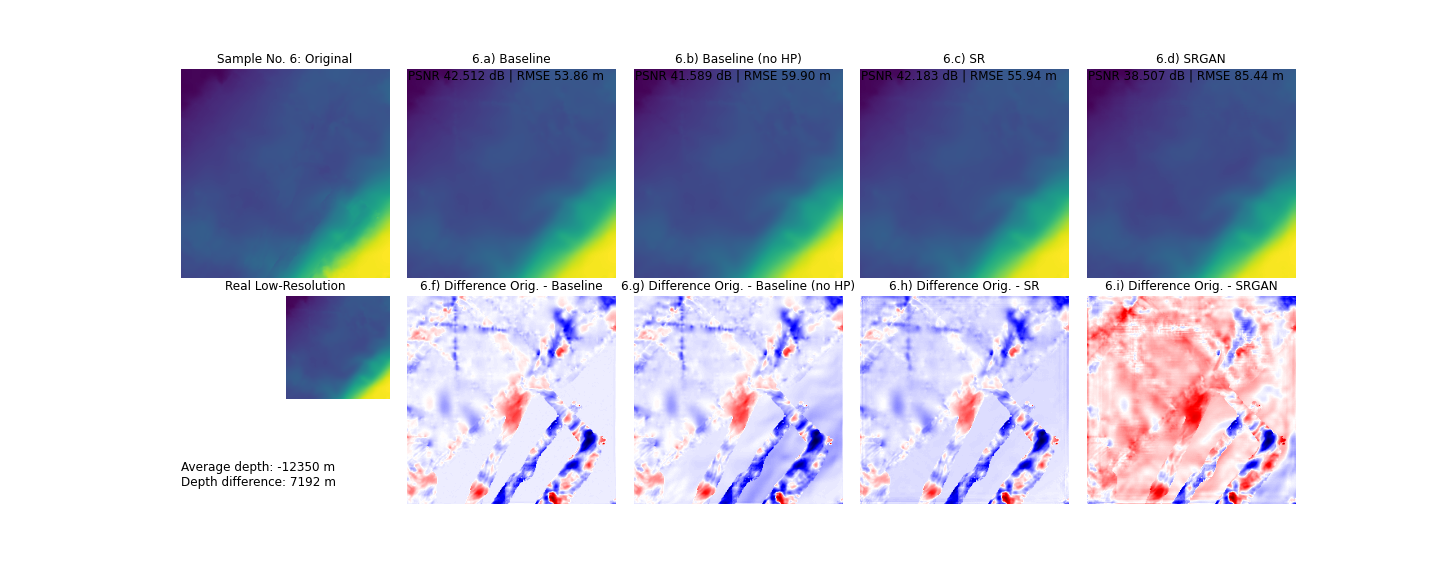 Sample No. 6: Original
6.a) Baseline
6.b) Baseline (no HP)
6.c) SR
6.d) SRGAN
PSNR 42.512 dB | RMSE 53.86 m
PSNR 41.589 dB | RMSE 59.90 m
PSNR 42.183 dB | RMSE 55.94 m
PSNR 38.507 dB | RMSE 85.44 m
Real Low-Resolution
6.f) Difference Orig. - Baseline
6.g) Difference Orig. - Baseline (no HP)
6.h) Difference Orig. - SR
6.i) Difference Orig. - SRGAN
Average depth: -12350 m
Depth difference: 7192 m